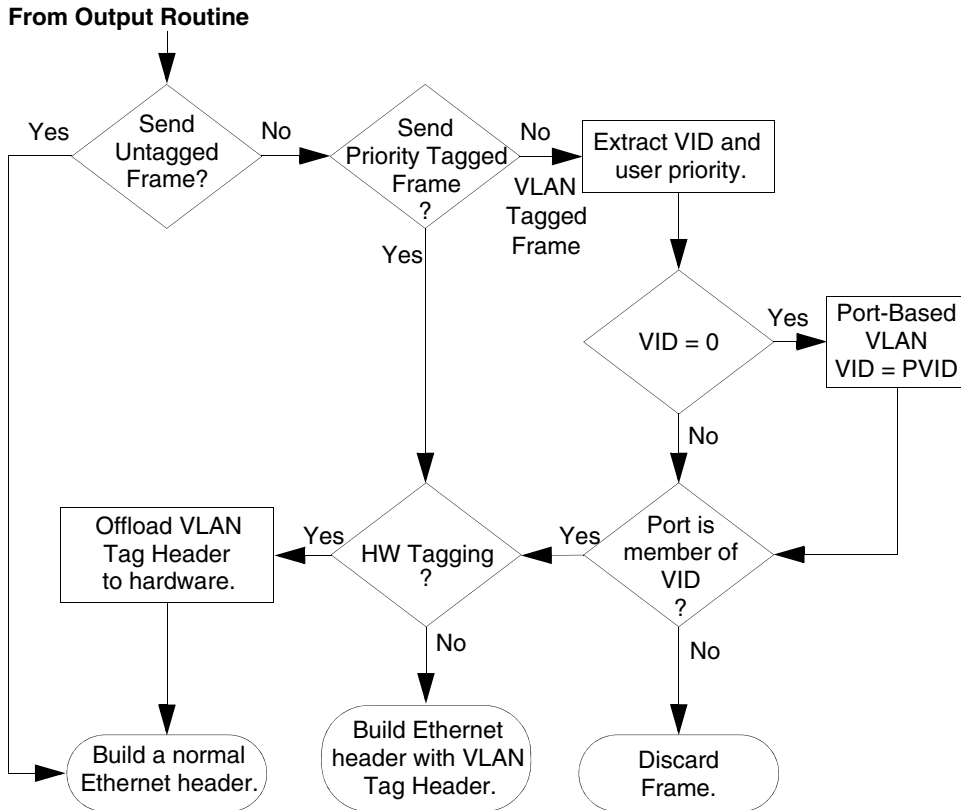 From Output Routine
Yes
Send
Untagged
Frame?
No
Send
Priority Tagged
Frame
?
No
VLAN
Tagged
Frame
Extract VID and
user priority.
Yes
VID = 0
Yes
Port-Based
VLAN
VID = PVID
No
Offload VLAN
Tag Header
to hardware.
Yes
HW Tagging
?
Yes
Port is
member of
VID
?
No
No
Build a normal
Ethernet header.
Build Ethernet
header with VLAN
Tag Header.
Discard
Frame.